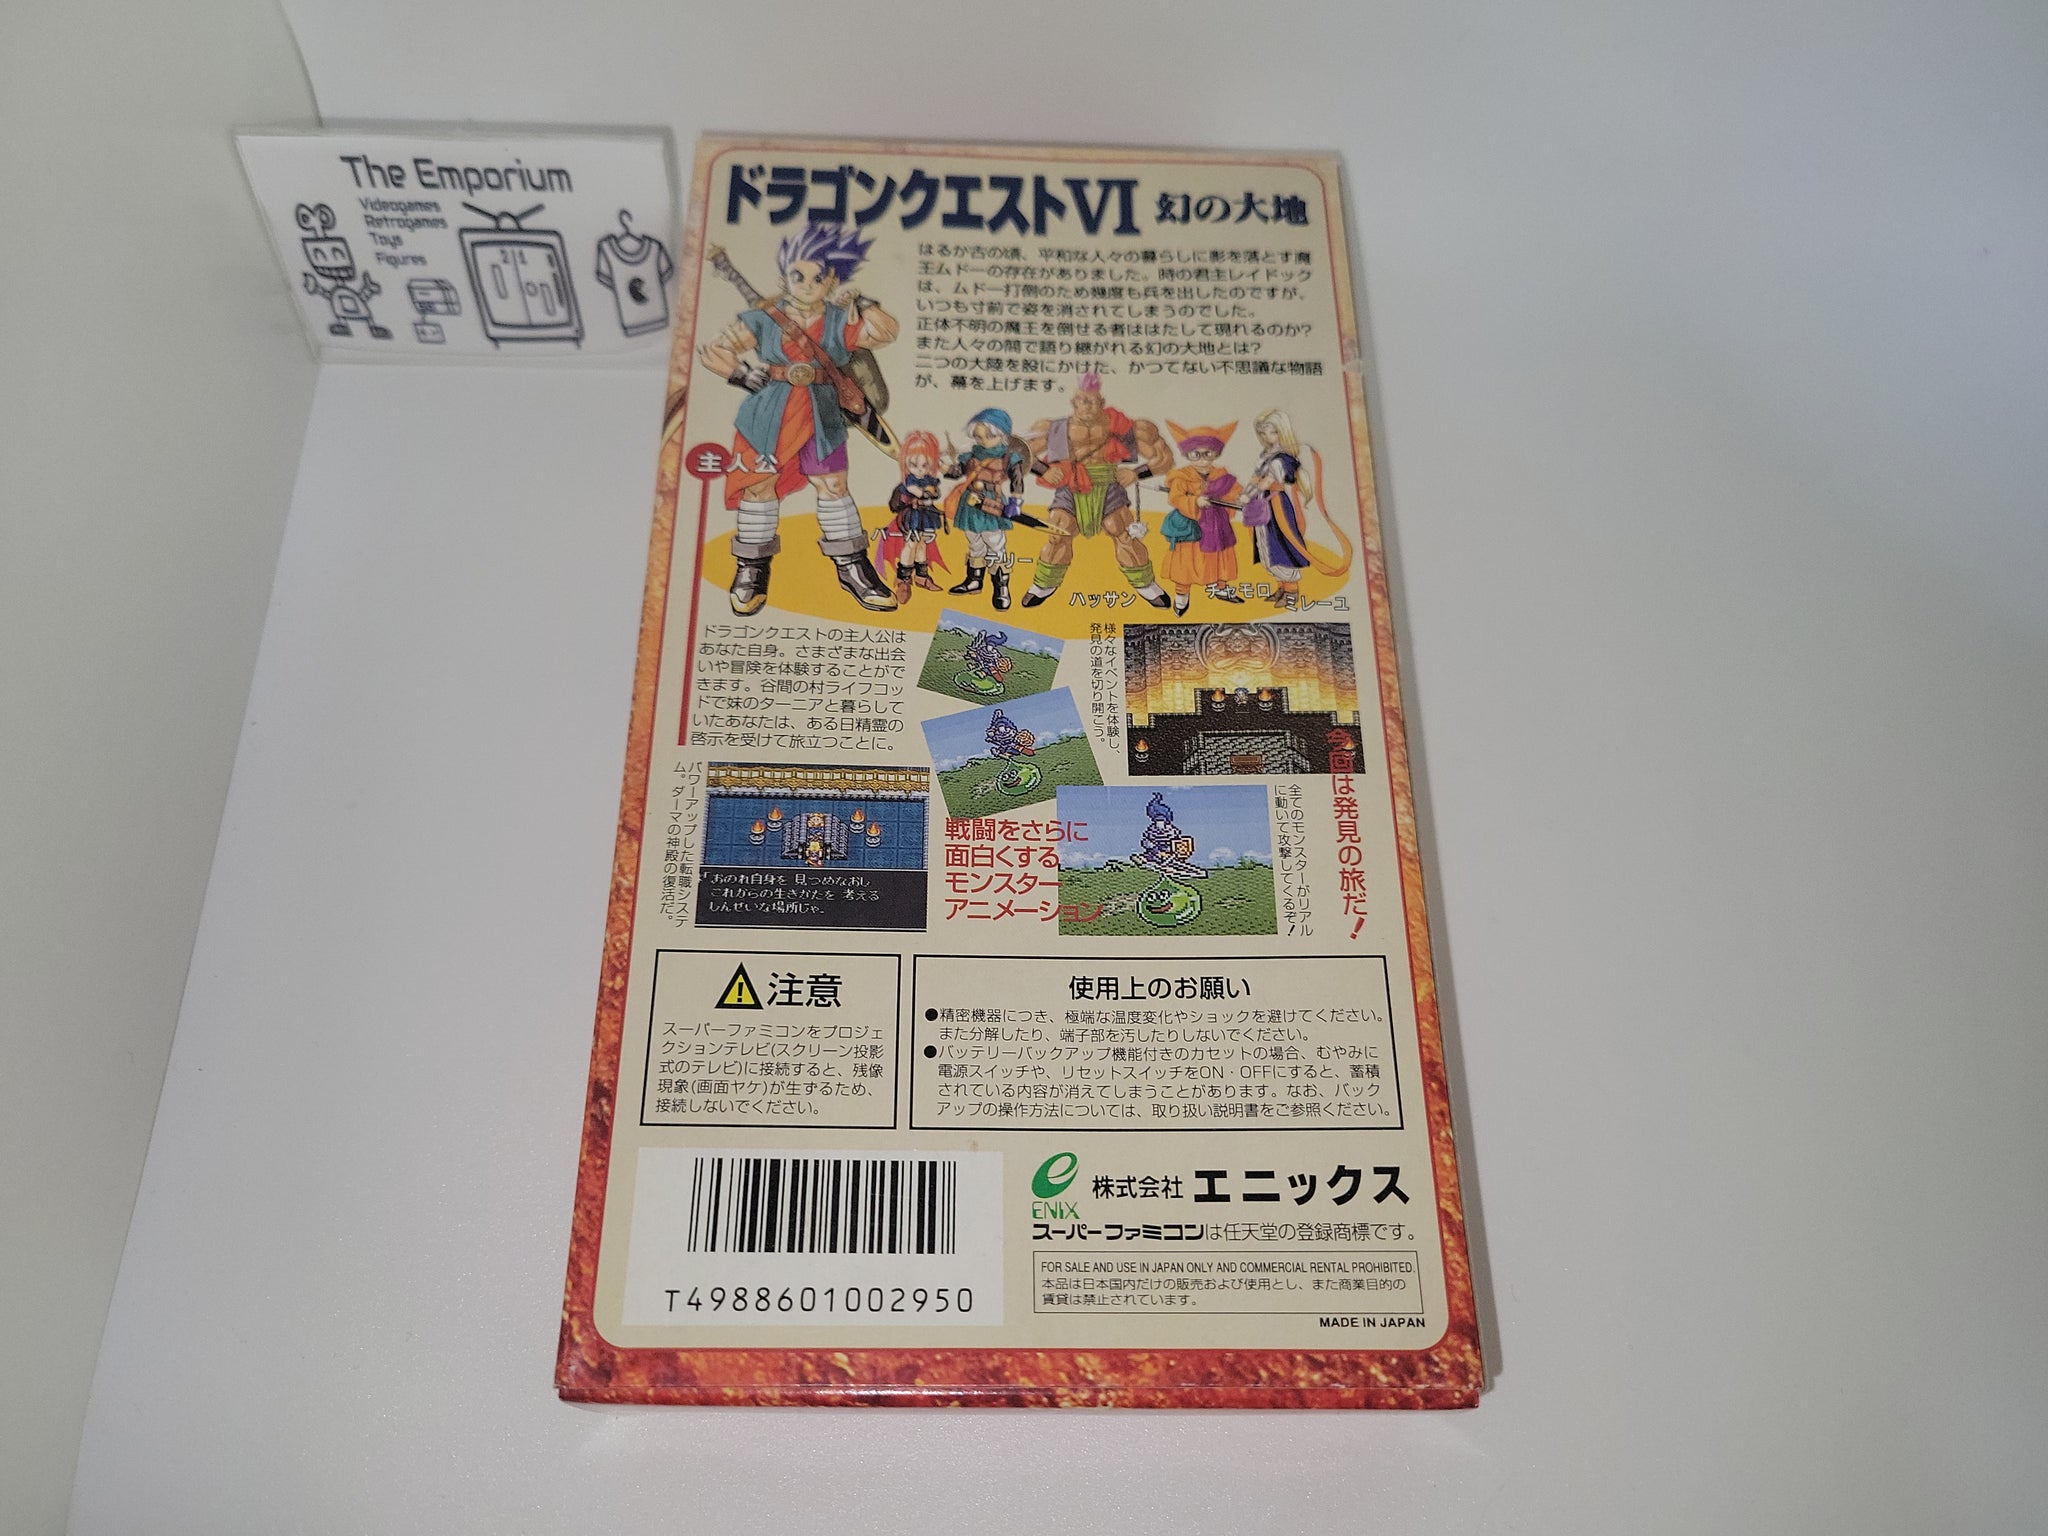 The Emporium
Videogames
Retrogames
Toys
Figures
ドラゴンクエストVI 幻の大地
はるか古の頃、平和な人々の暮らしに影を落とす魔
王ムドーの存在がありました。時の君主レイドック
は、ムドー打倒のため幾度も兵を出したのですが、
いつも寸前で姿を消されてしまうのでした。
正体不明の魔王を倒せる者ははたして現れるのか?
また人々の間で語り継がれる幻の大地とは?
二つの大陸を股にかけた、かつてない不思議な物語
が、幕を上げます。
主人公
バーバラ
テリー
ハッサン
チャモロ
ミレーユ
ドラゴンクエストの主人公は
あなた自身。さまざまな出会
いや冒険を体験することがで
きます。谷間の村ライフコッ
ドで妹のターニアと暮らして
いたあなたは、ある日精霊の
啓示を受けて旅立つことに。
様々なイベントを体験し、
発見の道を切り開こう。
今回は発見の旅だ!
パワーアップした転職システ
ム。ダーマの神殿の復活だ。
「おのれ自身を 見つめなおし
これからの生きかたを 考える
しんせいな場所じゃ。
戦闘をさらに
面白くする
モンスター
アニメーション
全てのモンスターがリアル
に動いて攻撃してくるぞ!
注意
スーパーファミコンをプロジェ
クションテレビ(スクリーン投影
式のテレビ)に接続すると、残像
現象(画面ヤケ)が生ずるため、
接続しないでください。
使用上のお願い
●精密機器につき、極端な温度変化やショックを避けてください。
また分解したり、端子部を汚したりしないでください。
●バッテリーバックアップ機能付きのカセットの場合、むやみに
電源スイッチや、リセットスイッチをON・OFFにすると、蓄積
されている内容が消えてしまうことがあります。なお、バック
アップの操作方法については、取り扱い説明書をご参照ください。
T4988601002950
ENIX
株式会社 エニックス
スーパーファミコンは任天堂の登録商標です。
FOR SALE AND USE IN JAPAN ONLY AND COMMERCIAL RENTAL PROHIBITED.
本品は日本国内だけの販売および使用とし、また商業目的の
賃貸は禁止されています。
MADE IN JAPAN